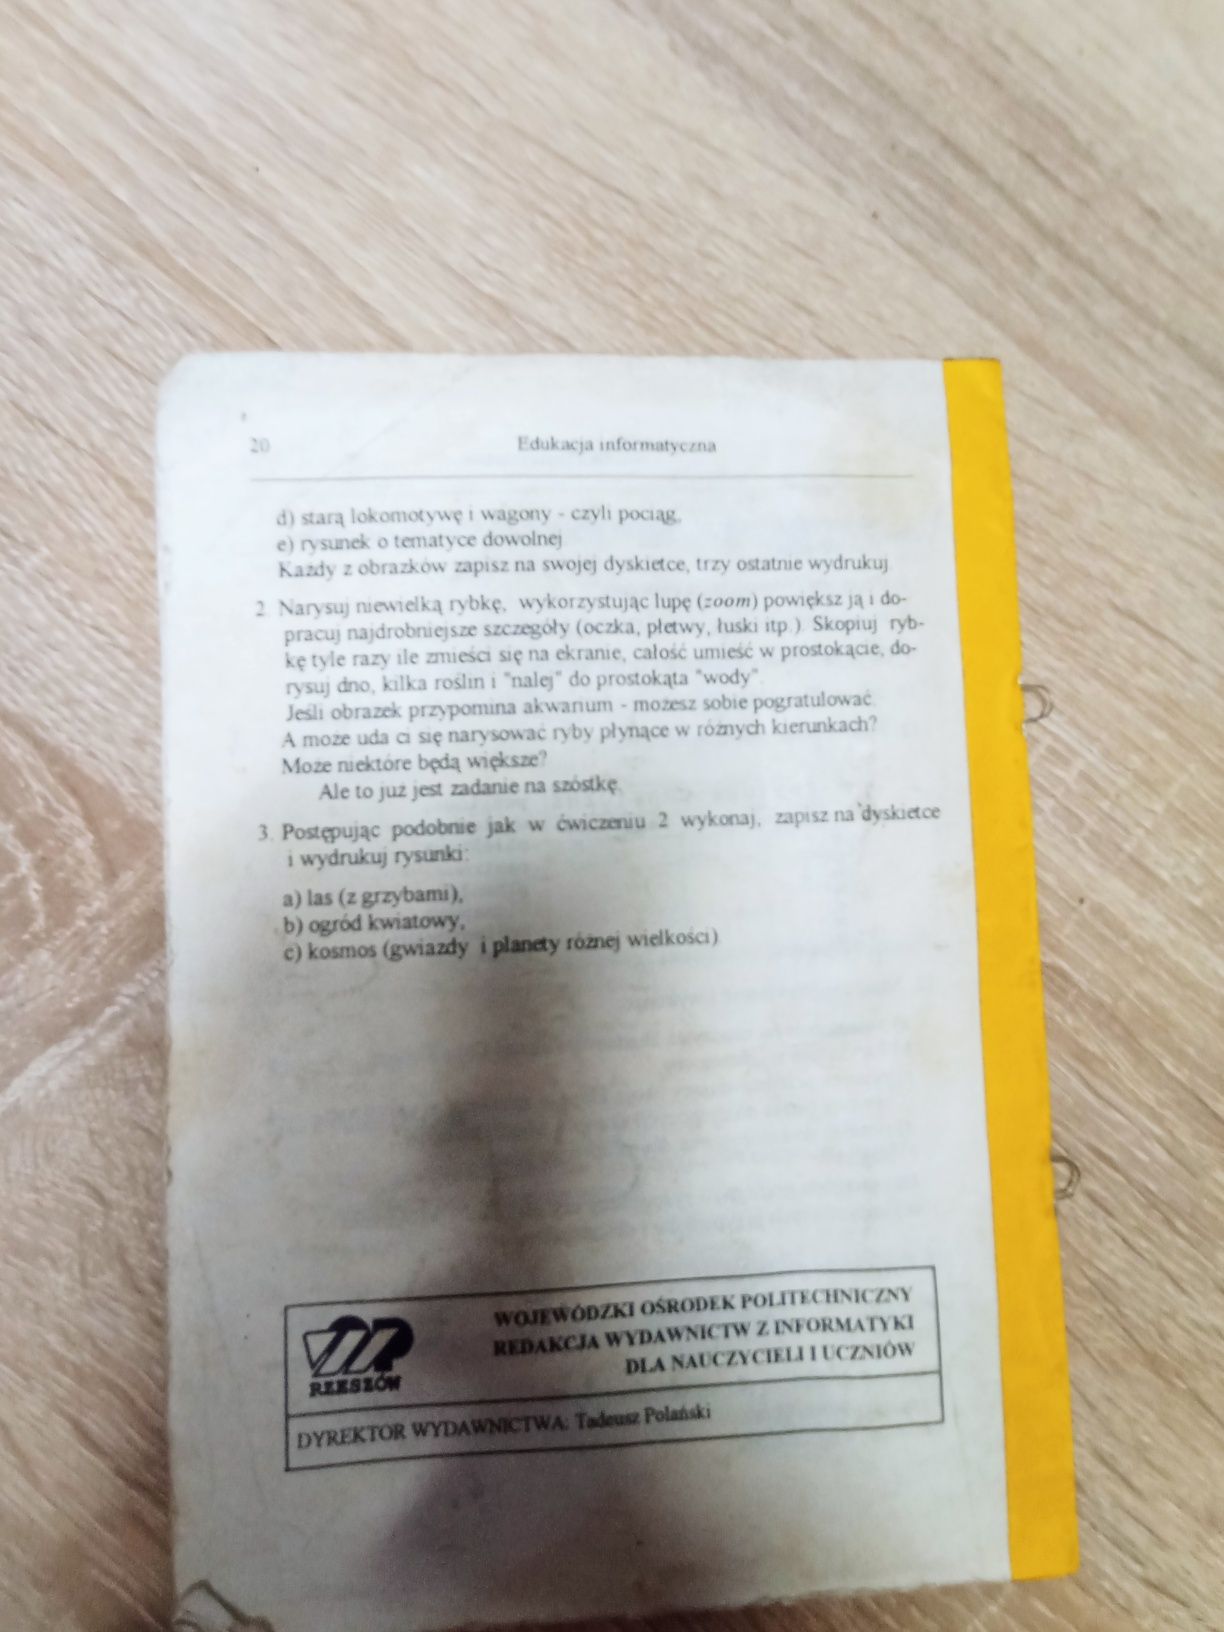 20 Edukacja informatyczna
d) starą lokomotywę i wagony - czyli pociąg,
e) rysunek o tematyce dowolnej
Każdy z obrazków zapisz na swojej dyskietce, trzy ostatnie wydrukuj.
2. Narysuj niewielką rybkę, wykorzystując lupę (zoom) powiększ ją i do-
pracuj najdrobniejsze szczegóły (oczka, płetwy, łuski itp.). Skopiuj ryb-
kę tyle razy ile zmieści się na ekranie, całość umieść w prostokącie, do-
rysuj dno, kilka roślin i "nalej" do prostokąta "wody".
Jeśli obrazek przypomina akwarium - możesz sobie pogratulować.
A może uda ci się narysować ryby płynące w różnych kierunkach?
Może niektóre będą większe?
Ale to już jest zadanie na szóstkę.
3. Postępując podobnie jak w ćwiczeniu 2 wykonaj, zapisz na dyskietce
i wydrukuj rysunki:
a) las (z grzybami),
b) ogród kwiatowy,
c) kosmos (gwiazdy i planety różnej wielkości).
WOJEWÓDZKI OŚRODEK POLITECHNICZNY
REDAKCJA WYDAWNICTW Z INFORMATYKI
DLA NAUCZYCIELI I UCZNIÓW
RZESZÓW
DYREKTOR WYDAWNICTWA: Tadeusz Polański